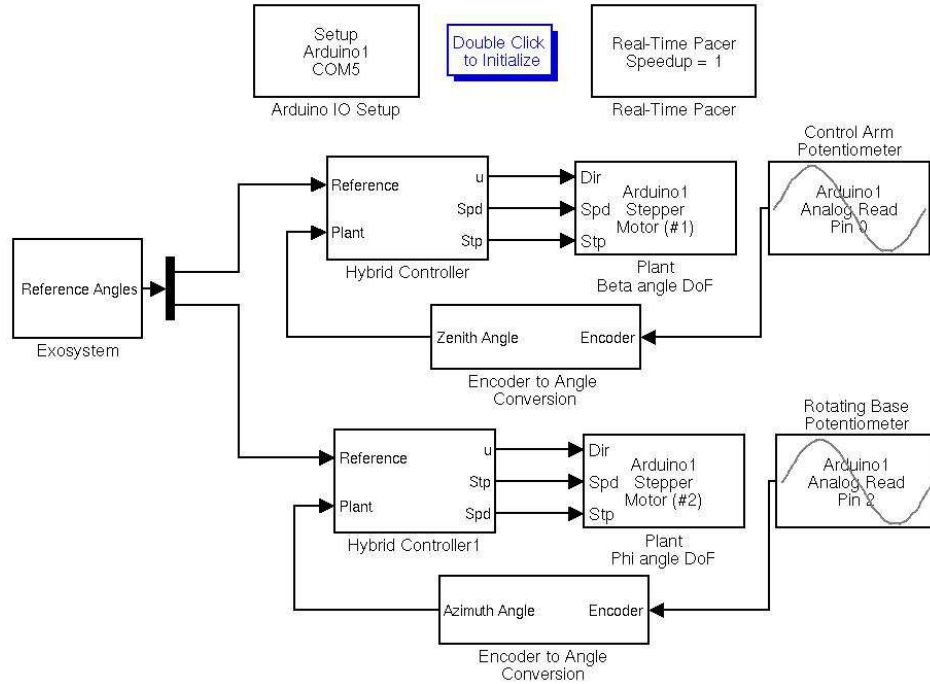 Setup
Arduino1
COM5
Arduino IO Setup
Double Click
to Initialize
Real-Time Pacer
Speedup = 1
Real-Time Pacer
Control Arm
Potentiometer
Arduino1
Analog Read
Pin 0
Reference
Plant
u
Spd
Stp
Hybrid Controller
Dir
Spd
Stp
Arduino1
Stepper
Motor (#1)
Plant
Beta angle DoF
Reference Angles
Exosystem
Zenith Angle
Encoder
Encoder to Angle
Conversion
Rotating Base
Potentiometer
Arduino1
Analog Read
Pin 2
Reference
Plant
u
Stp
Spd
Hybrid Controller1
Dir
Spd
Stp
Arduino1
Stepper
Motor (#2)
Plant
Phi angle DoF
Azimuth Angle
Encoder
Encoder to Angle
Conversion